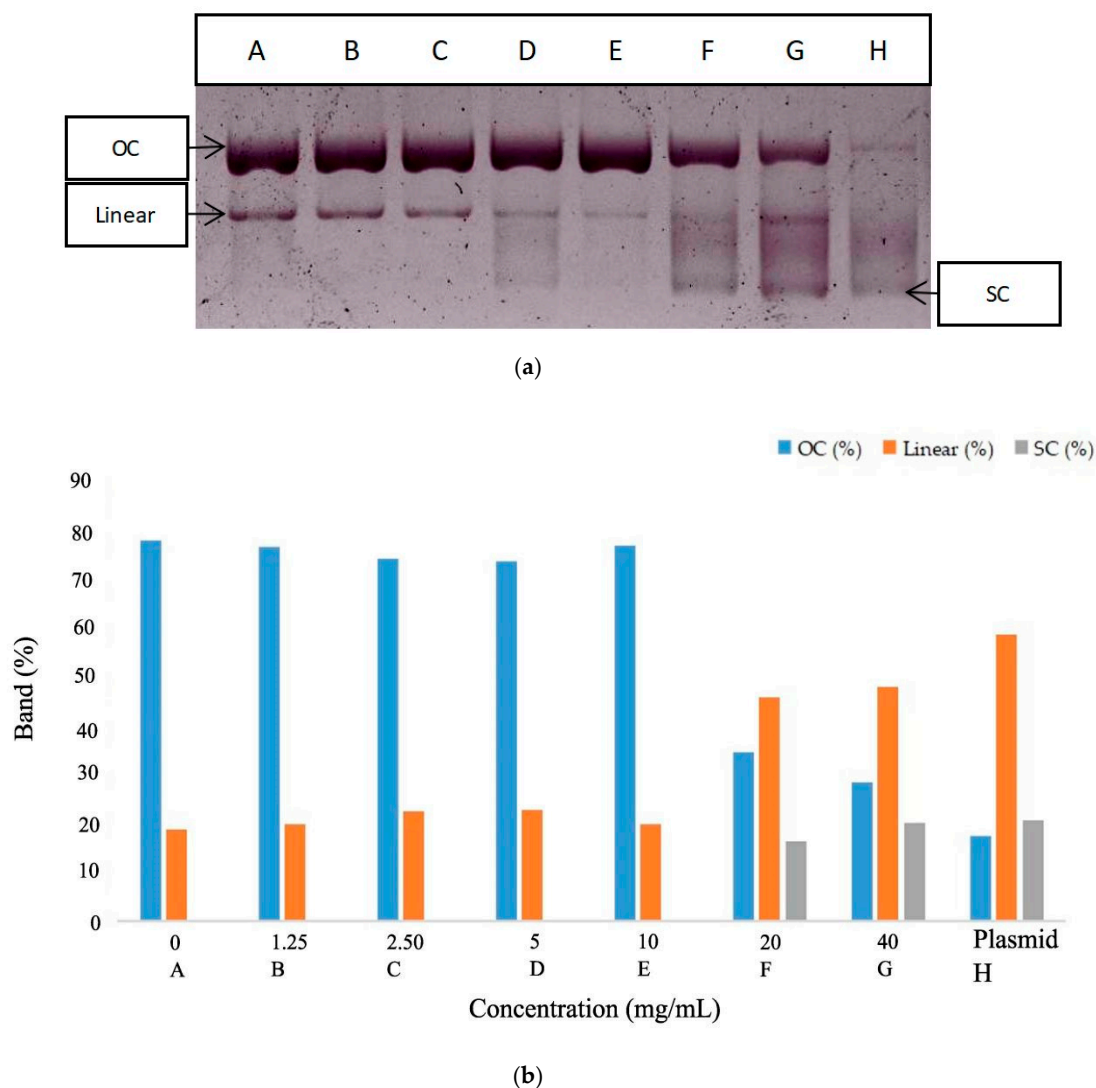 A B C D E F G H
OC
Linear
SC
(a)
OC (%) Linear (%) SC (%)
90
80
70
60
50
40
30
20
10
0
Band (%)
0 1.25 2.50 5 10 20 40 Plasmid
A B C D E F G H
Concentration (mg/mL)
(b)